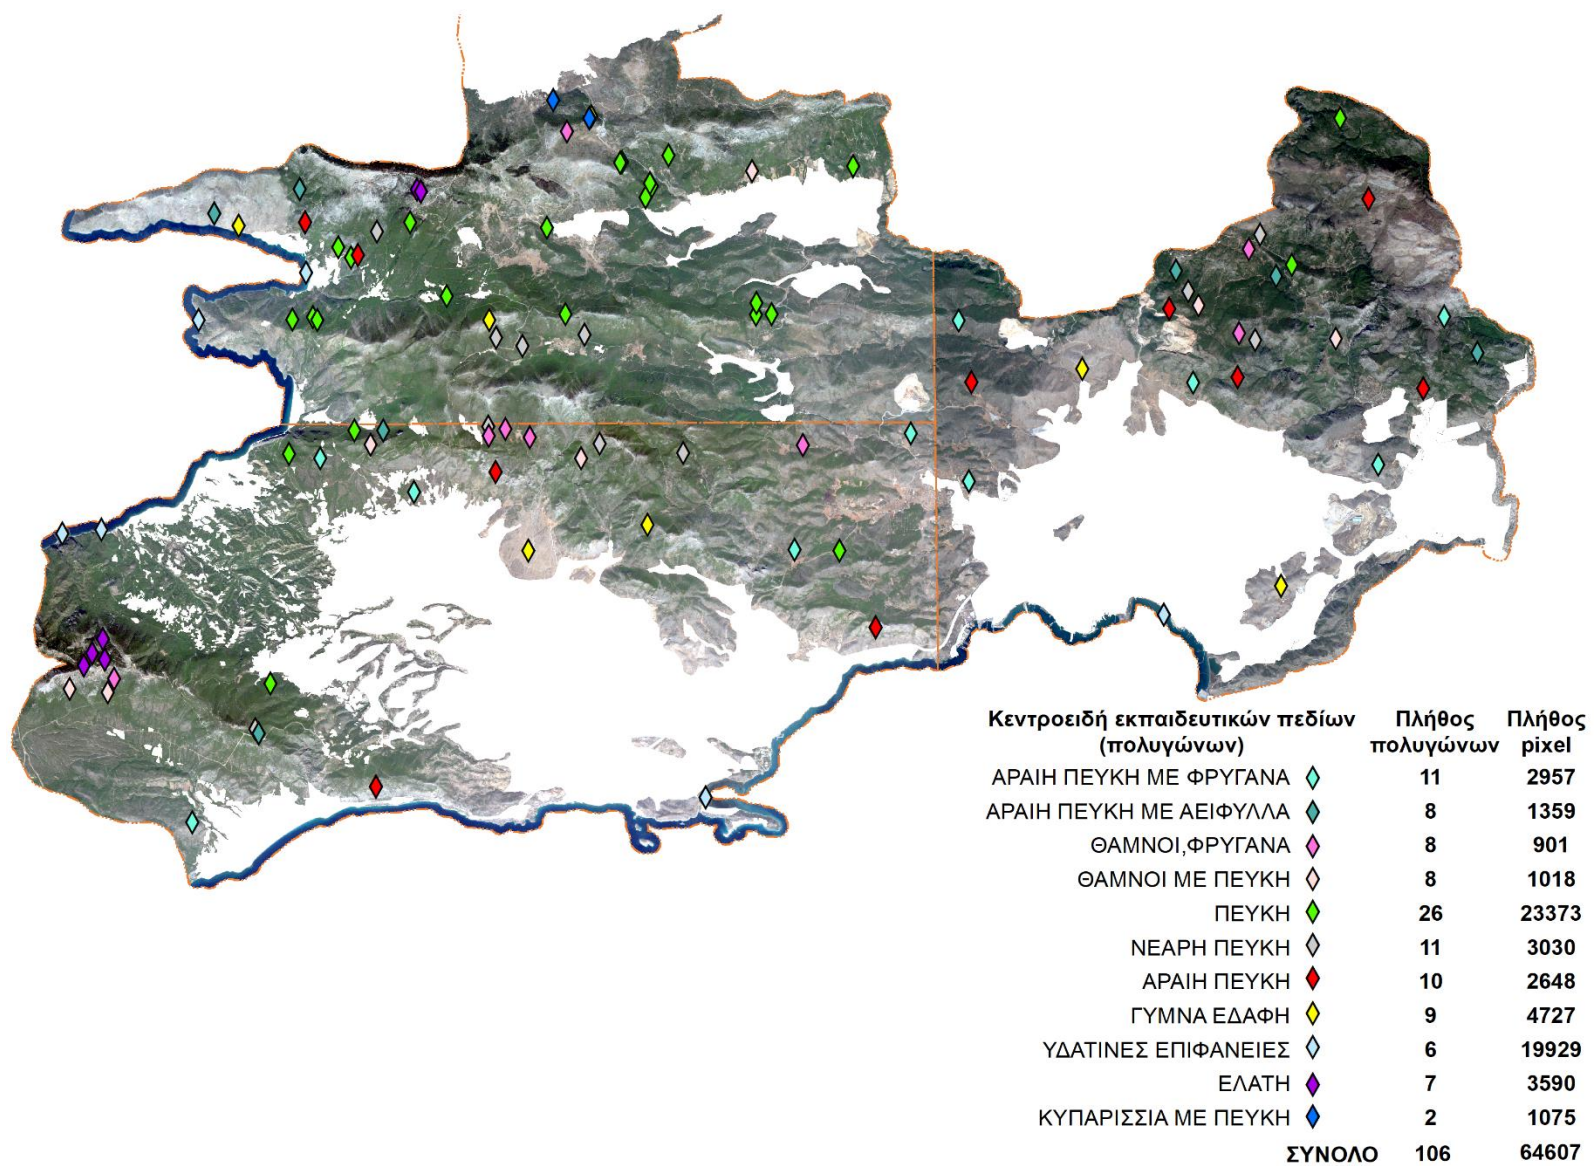 Κεντροειδή εκπαιδευτικών πεδίων Πλήθος Πλήθος
(πολυγώνων) πολυγώνων pixel
ΑΡΑΙΗ ΠΕΥΚΗ ΜΕ ΦΡΥΓΑΝΑ 11 2957
ΑΡΑΙΗ ΠΕΥΚΗ ΜΕ ΑΕΙΦΥΛΛΑ 8 1359
ΘΑΜΝΟΙ,ΦΡΥΓΑΝΑ 8 901
ΘΑΜΝΟΙ ΜΕ ΠΕΥΚΗ 8 1018
ΠΕΥΚΗ 26 23373
ΝΕΑΡΗ ΠΕΥΚΗ 11 3030
ΑΡΑΙΗ ΠΕΥΚΗ 10 2648
ΓΥΜΝΑ ΕΔΑΦΗ 9 4727
ΥΔΑΤΙΝΕΣ ΕΠΙΦΑΝΕΙΕΣ 6 19929
ΕΛΑΤΗ 7 3590
ΚΥΠΑΡΙΣΣΙΑ ΜΕ ΠΕΥΚΗ 2 1075
ΣΥΝΟΛΟ 106 64607